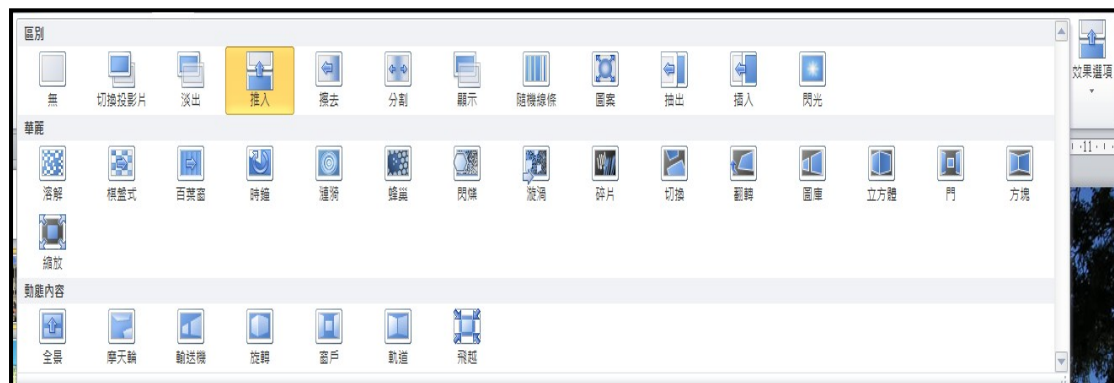 區別
無 切換投影片 淡出 推入 擦去 分割 顯示 隨機線條 圖案 抽出 插入 閃光
效果選項
華麗
11
溶解 棋盤式 百葉窗 時鐘 漣漪 蜂巢 閃爍 漩渦 碎片 切換 翻轉 圖庫 立方體 門 方塊
縮放
動態內容
全景 摩天輪 輸送機 旋轉 窗戶 軌道 飛越